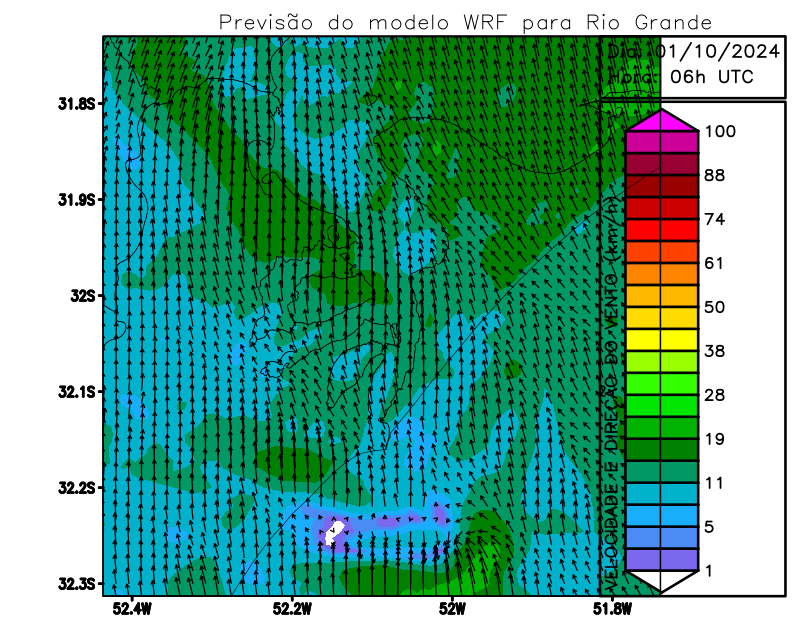 Previsão do modelo WRF para Rio Grande
Dia: 01/10/2024
Hora: 06h UTC
31.8S
31.9S
32S
32.1S
32.2S
32.3S
52.4W
52.2W
52W
51.8W
VELOCIDADE E DIREÇÃO DO VENTO (km/h)
100
88
74
61
50
38
28
19
11
5
1